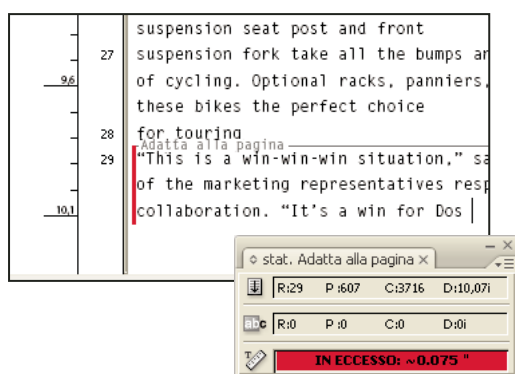 suspension seat post and front
27 suspension fork take all the bumps
9,6 of cycling. Optional racks, panniers,
these bikes the perfect choice
28 for touring
Adatta alla pagina
29 “This is a win-win-win situation,” sa
of the marketing representatives resp
10,1 collaboration. “It's a win for Dos
stat. Adatta alla pagina
R:29 P:607 C:3716 D:10,07i
abc R:0 P:0 C:0 D:0i
IN ECCESSO: ~0.075 "